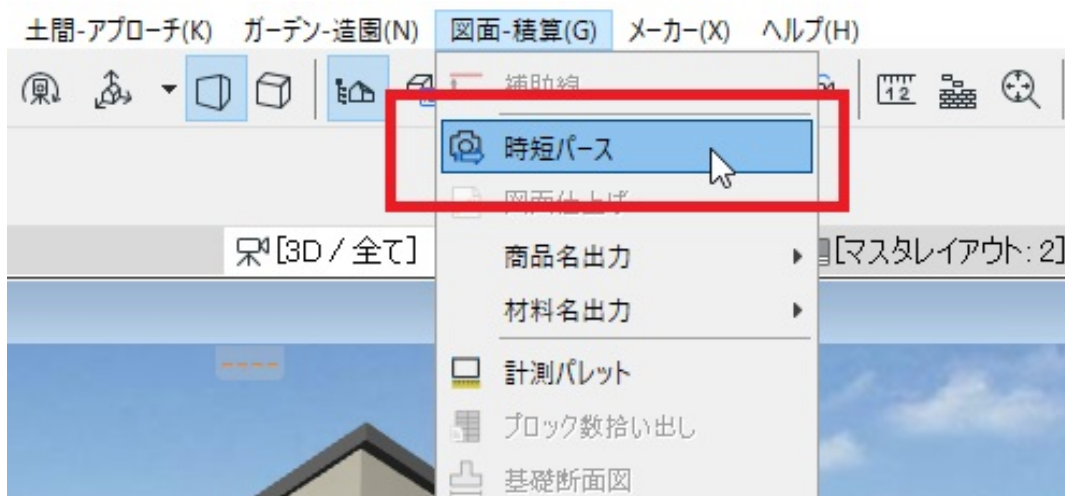 土間-アプローチ(K) ガーデン-造園(N) 図面-積算(G) メーカー(X) ヘルプ(H)
12
補助線
時短パース
図面仕上げ
[3D / 全て]
商品名出力
[マスタレイアウト: 2]
材料名出力
計測パレット
ブロック数拾い出し
基礎断面図